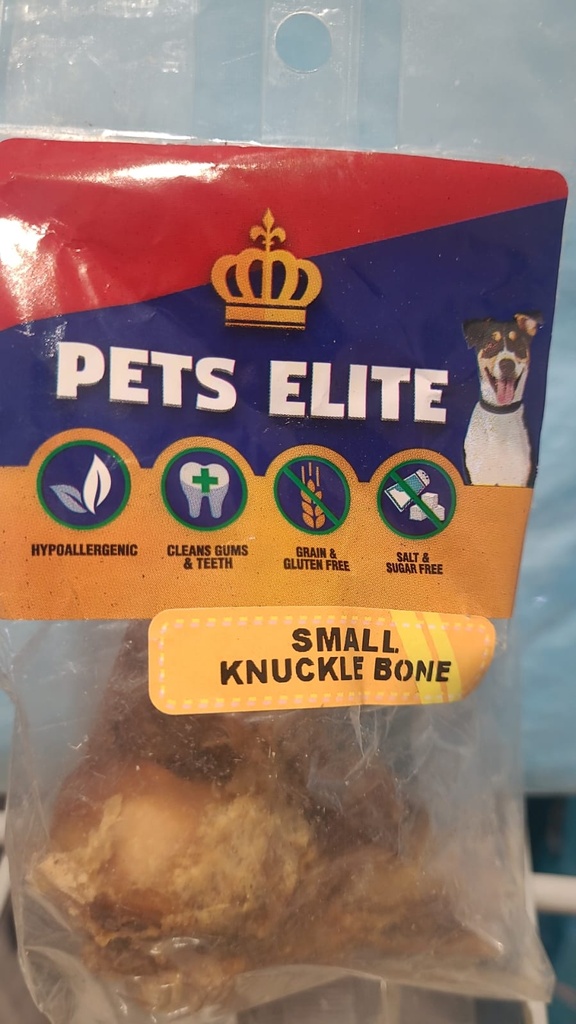 PETS ELITE
HYPOALLERGENIC
CLEANS GUMS
& TEETH
GRAIN &
GLUTEN FREE
SALT &
SUGAR FREE
SMALL
KNUCKLE BONE